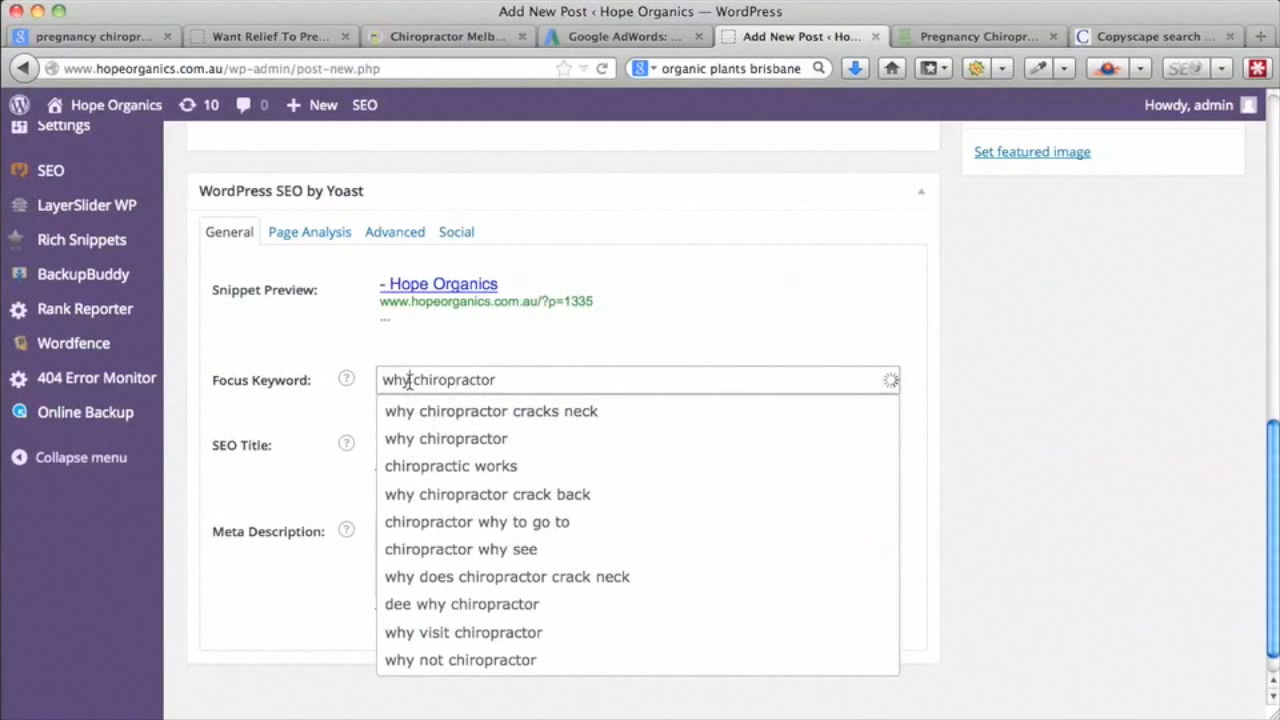 Add New Post ‹ Hope Organics — WordPress
pregnancy chiropr...
Want Relief To Pre...
Chiropractor Melb...
Google AdWords: ...
Add New Post ‹ Ho...
Pregnancy Chiropr...
Copyscape search ...
www.hopeorganics.com.au/wp-admin/post-new.php
organic plants brisbane
SEO
Hope Organics
10
0
New
SEO
Howdy, admin
Settings
SEO
LayerSlider WP
Rich Snippets
BackupBuddy
Rank Reporter
Wordfence
404 Error Monitor
Online Backup
Collapse menu
Set featured image
WordPress SEO by Yoast
General
Page Analysis
Advanced
Social
Snippet Preview:
- Hope Organics
www.hopeorganics.com.au/?p=1335
...
Focus Keyword:
why chiropractor
why chiropractor cracks neck
why chiropractor
chiropractic works
why chiropractor crack back
chiropractor why to go to
chiropractor why see
why does chiropractor crack neck
dee why chiropractor
why visit chiropractor
why not chiropractor
SEO Title:
Meta Description: